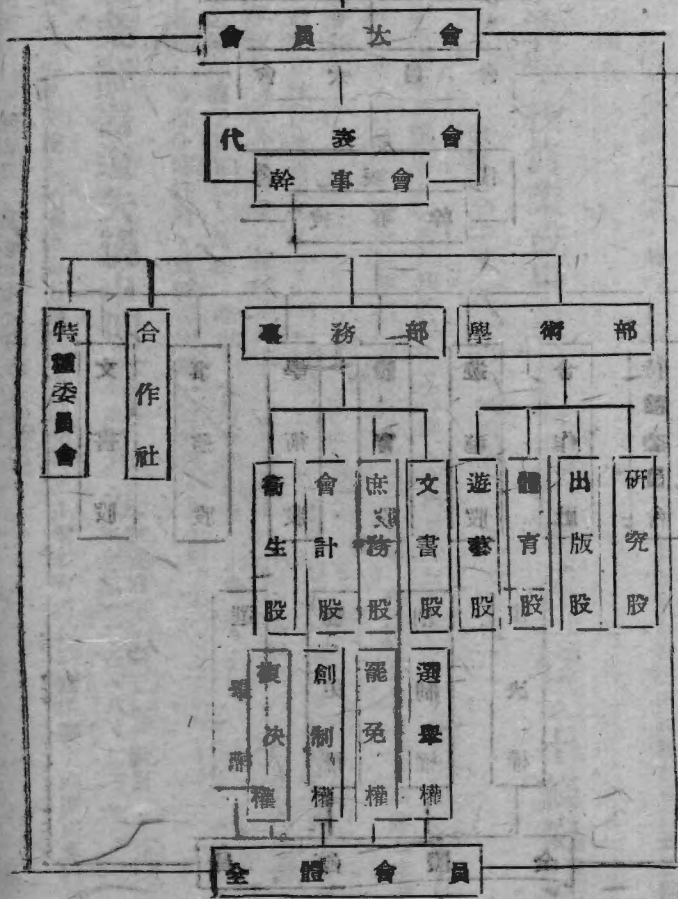 會員大會
代表會
幹事會
特種委員會
合作社
事務部
學術部
衛生股
會計股
庶務股
文書股
遊藝股
體育股
出版股
研究股
復决權
創制權
罷免權
選舉權
全體會員